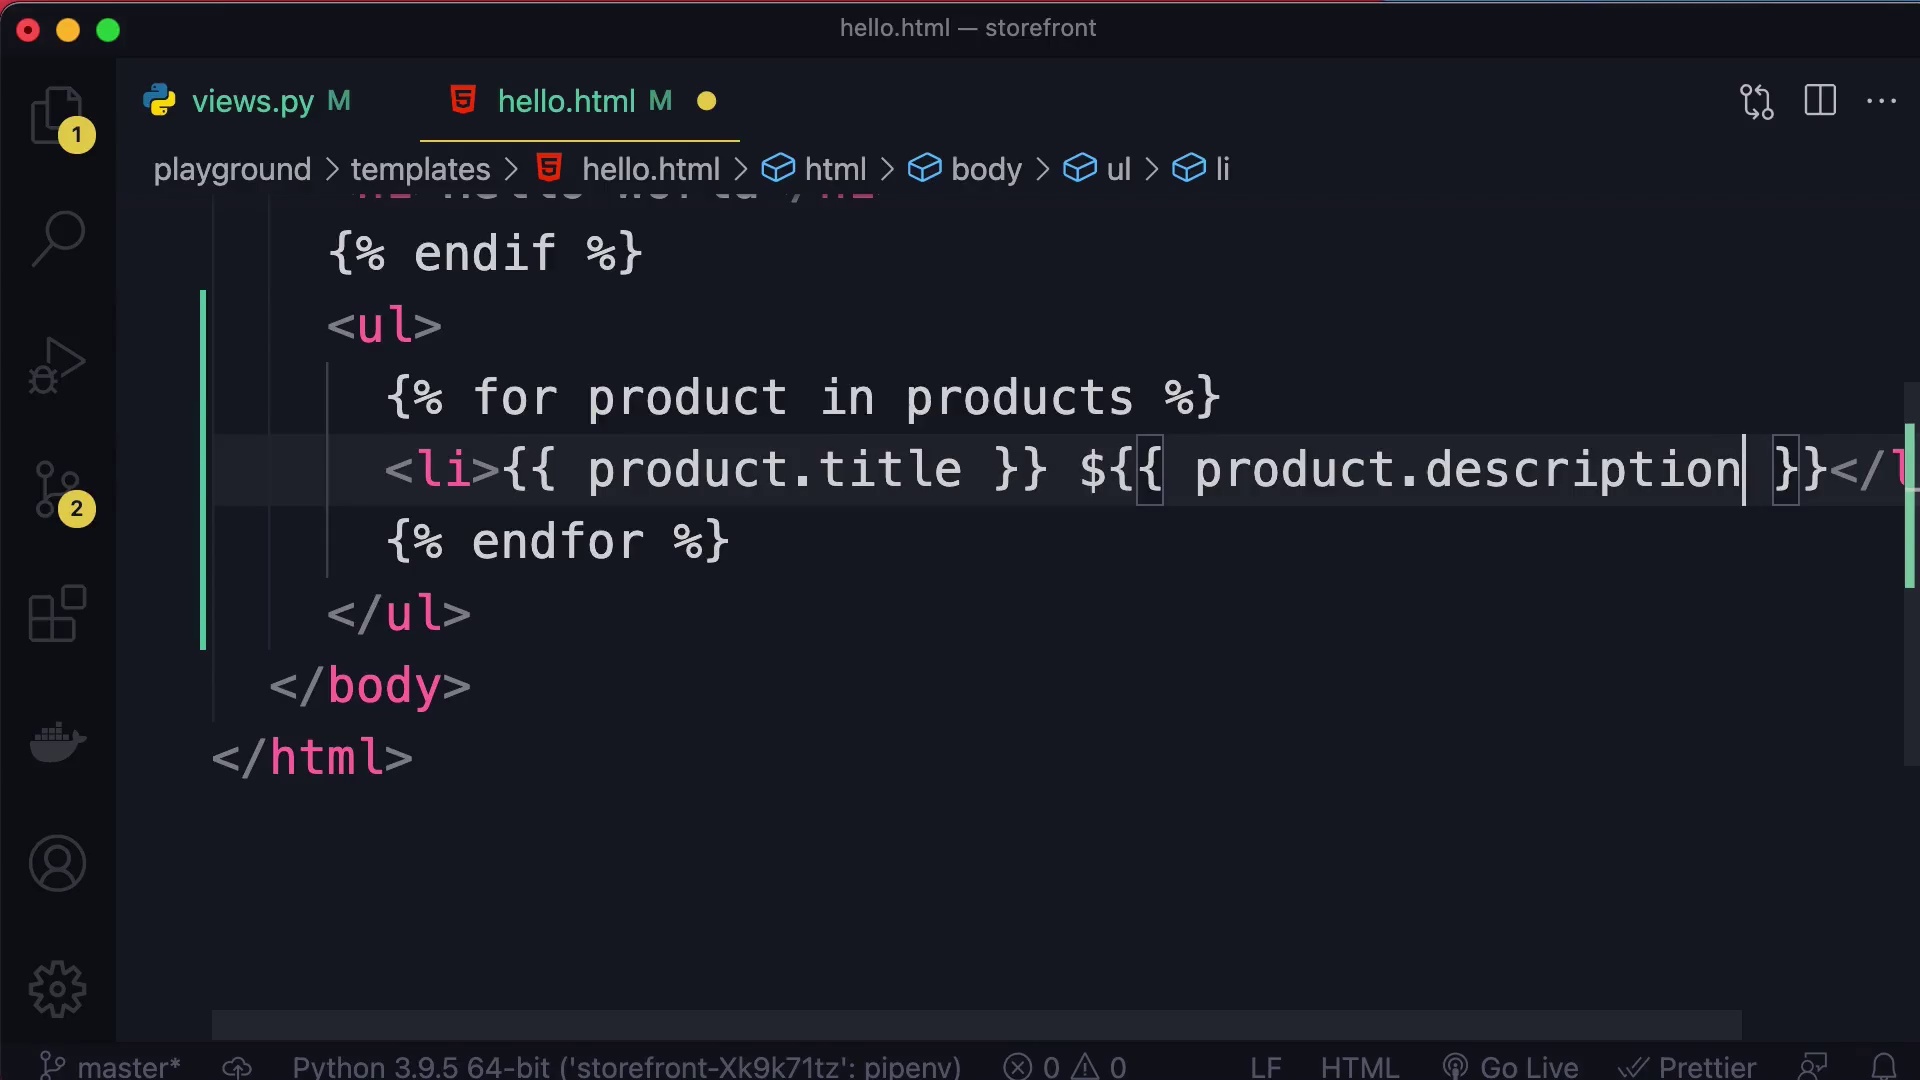 hello.html — storefront
views.py M hello.html M
playground > templates > hello.html > html > body > ul > li
{% endif %}
<ul>
{% for product in products %}
<li>{{ product.title }} ${{ product.description }}</l
{% endfor %}
</ul>
</body>
</html>
1
2
master* Python 3.9.5 64-bit ('storefront-Xk9k71tz': pipenv) 0 0 LF HTML Go Live Prettier